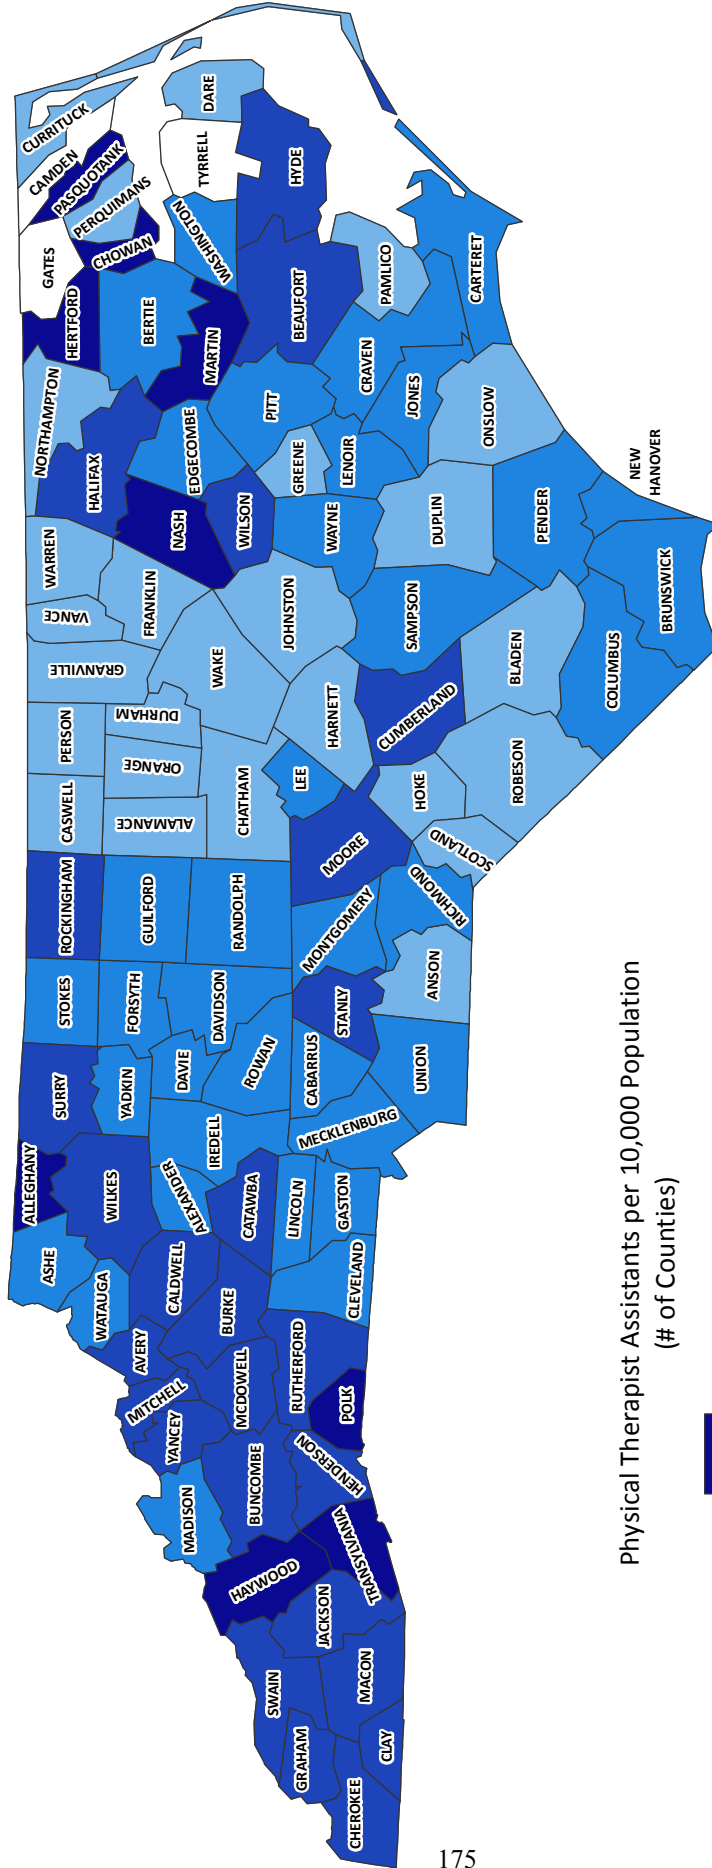 CHEROKEE
GRAHAM
CLAY
SWAIN
MACON
JACKSON
HAYWOOD
TRANSYLVANIA
MADISON
BUNCOMBE
HENDERSON
YANCEY
MITCHELL
AVERY
MCDOWELL
POLK
RUTHERFORD
BURKE
CALDWELL
WATAUGA
ASHE
ALLEGHANY
WILKES
ALEXANDER
CATAWBA
LINCOLN
GASTON
CLEVELAND
SURRY
YADKIN
IREDELL
DAVIE
ROWAN
MECKLENBURG
CABARRUS
UNION
STANLY
ANSON
STOKES
FORSYTH
DAVIDSON
ROCKINGHAM
GUILFORD
RANDOLPH
MONTGOMERY
RICHMOND
MOORE
SCOTLAND
HOKE
CASWELL
ALAMANCE
ORANGE
CHATHAM
LEE
PERSON
DURHAM
GRANVILLE
VANCE
WARREN
FRANKLIN
WAKE
HARNETT
JOHNSTON
CUMBERLAND
ROBESON
BLADEN
SAMPSON
COLUMBUS
BRUNSWICK
NEW
HANOVER
PENDER
DUPLIN
ONSLOW
WAYNE
WILSON
NASH
HALIFAX
NORTHAMPTON
EDGECOMBE
GREENE
LENOIR
PITT
JONES
CRAVEN
CARTERET
PAMLICO
BEAUFORT
HYDE
MARTIN
BERTIE
HERTFORD
GATES
CHOWAN
PERQUIMANS
PASQUOTANK
CAMDEN
CURRITUCK
WASHINGTON
TYRRELL
DARE
Physical Therapist Assistants per 10,000 Population
(# of Counties)
175